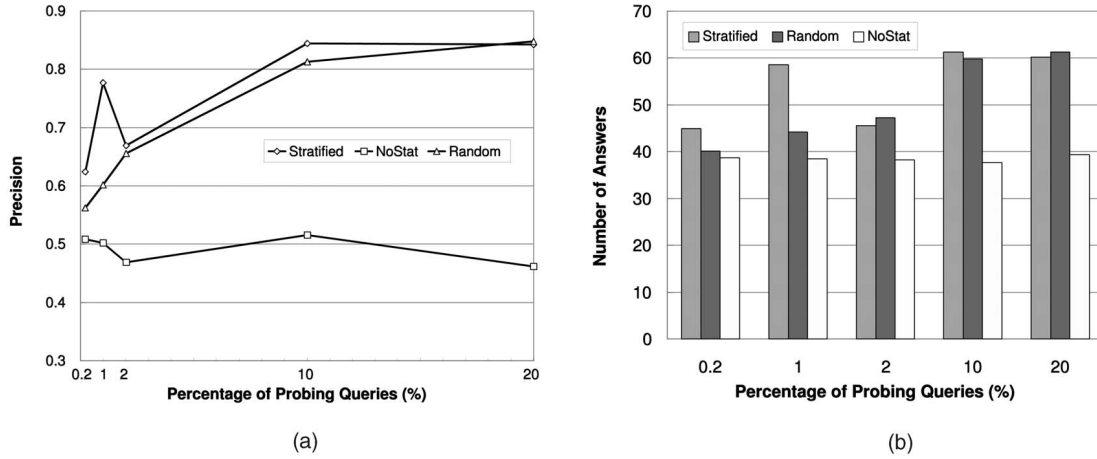 0.9
0.8
0.7
0.6
0.5
0.4
0.3
Precision
Stratified NoStat Random
0.2 1 2 10 20
Percentage of Probing Queries (%)
(a)
70
60
50
40
30
20
10
0
Number of Answers
Stratified Random NoStat
0.2 1 2 10 20
Percentage of Probing Queries (%)
(b)